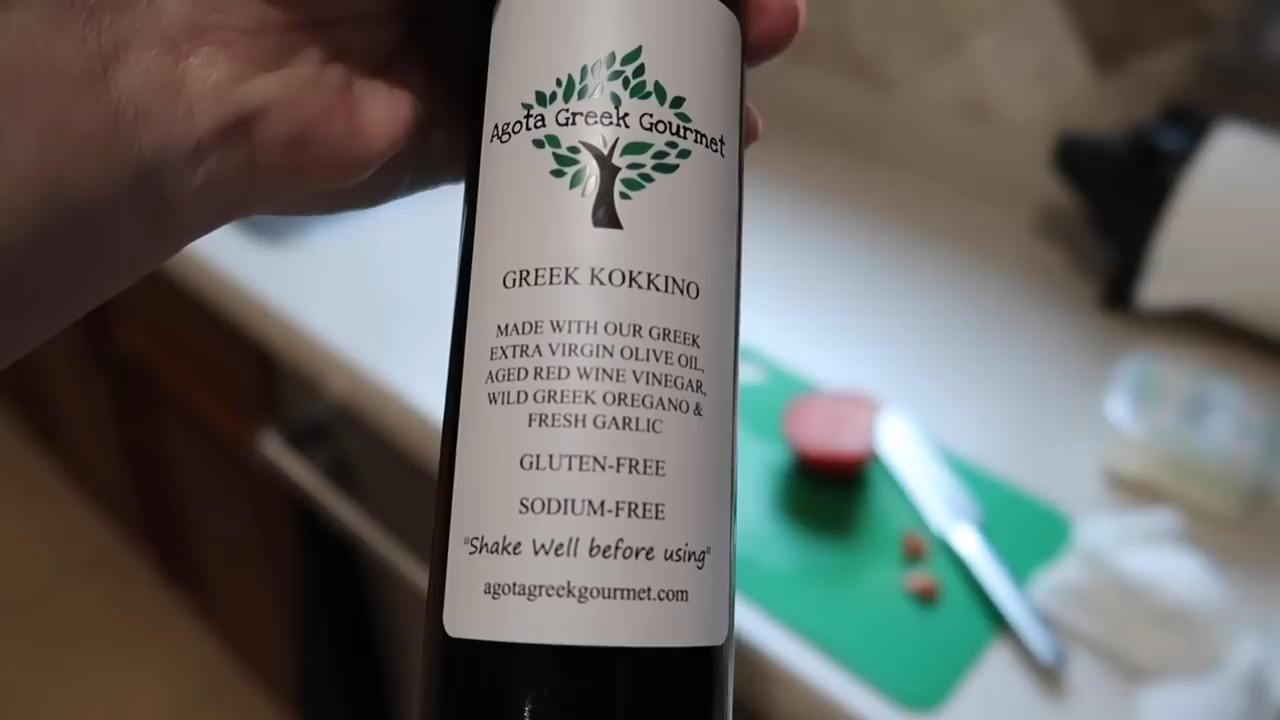 Agota Greek Gourmet
GREEK KOKKINO
MADE WITH OUR GREEK
EXTRA VIRGIN OLIVE OIL,
AGED RED WINE VINEGAR,
WILD GREEK OREGANO &
FRESH GARLIC
GLUTEN-FREE
SODIUM-FREE
"Shake Well before using"
agotagreekgourmet.com